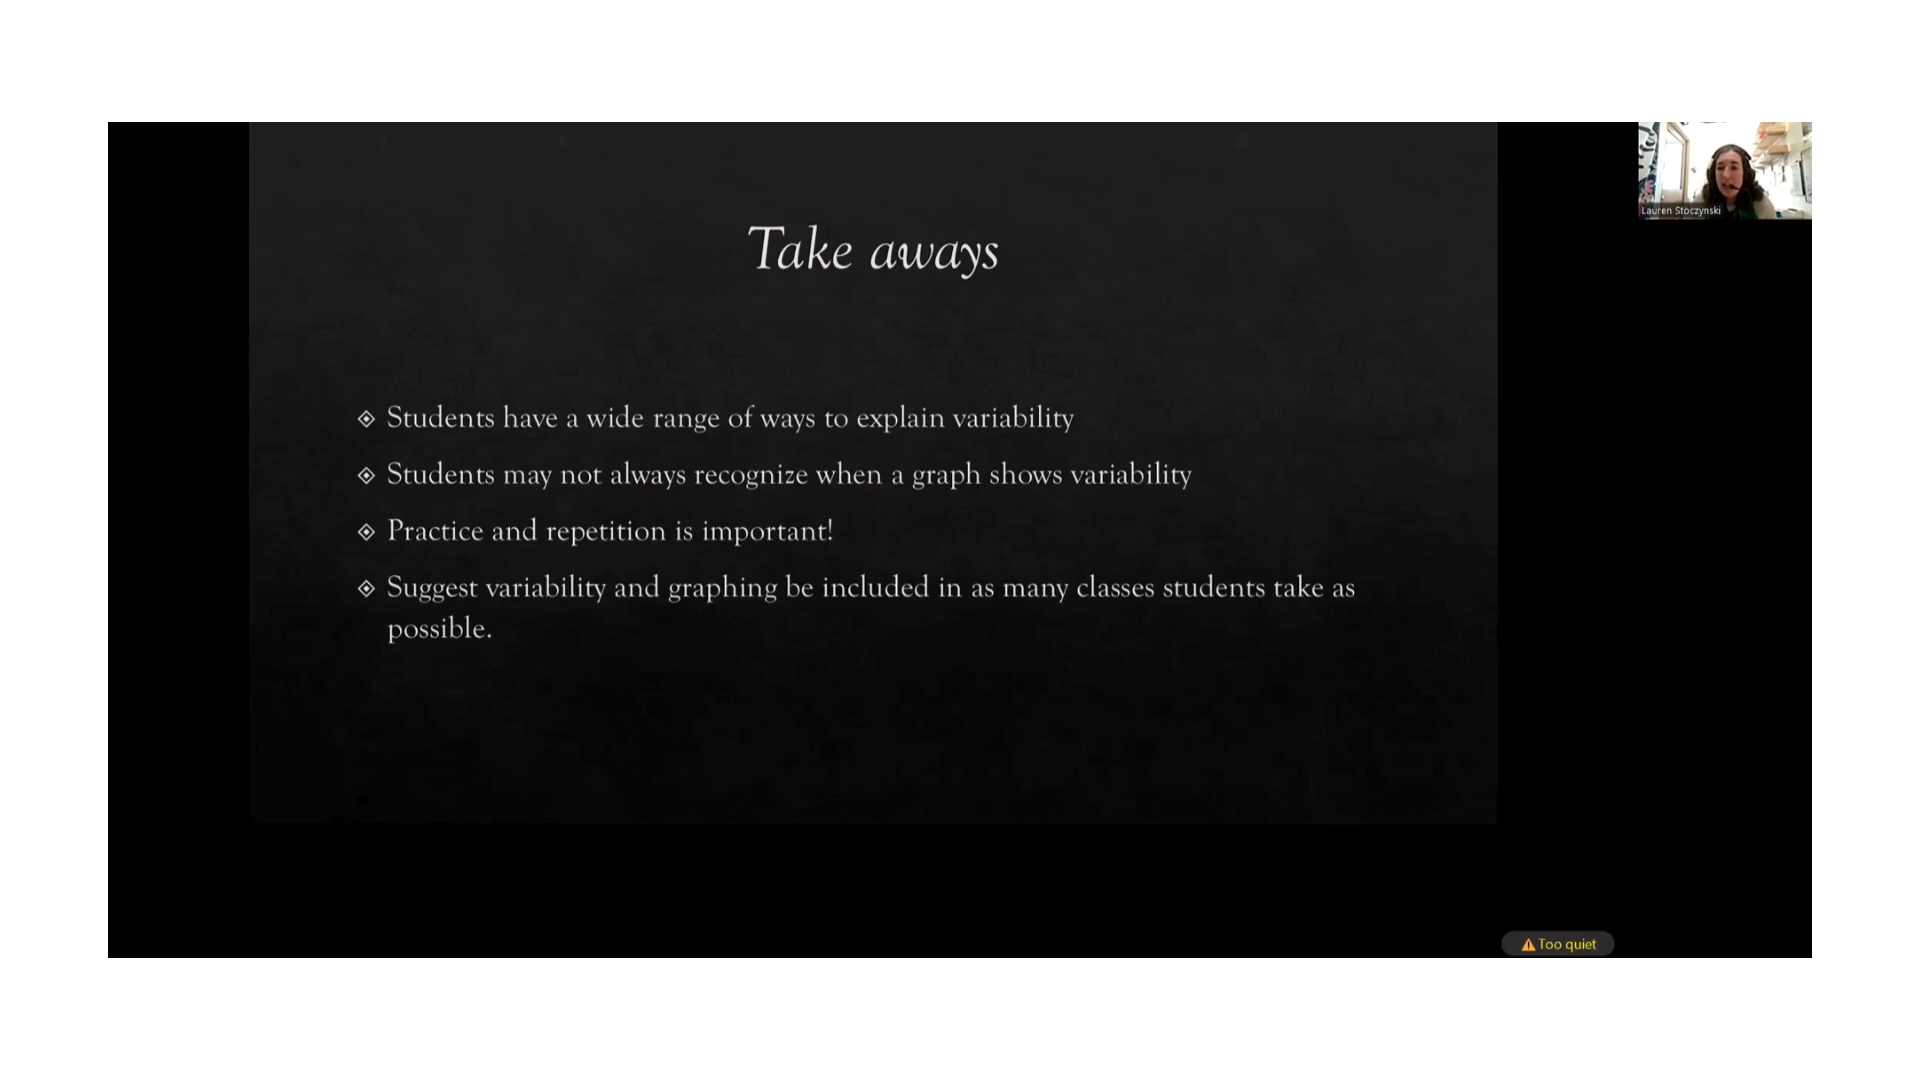 Take aways
Lauren Stoczynski
Students have a wide range of ways to explain variability
Students may not always recognize when a graph shows variability
Practice and repetition is important!
Suggest variability and graphing be included in as many classes students take as
possible.
Too quiet